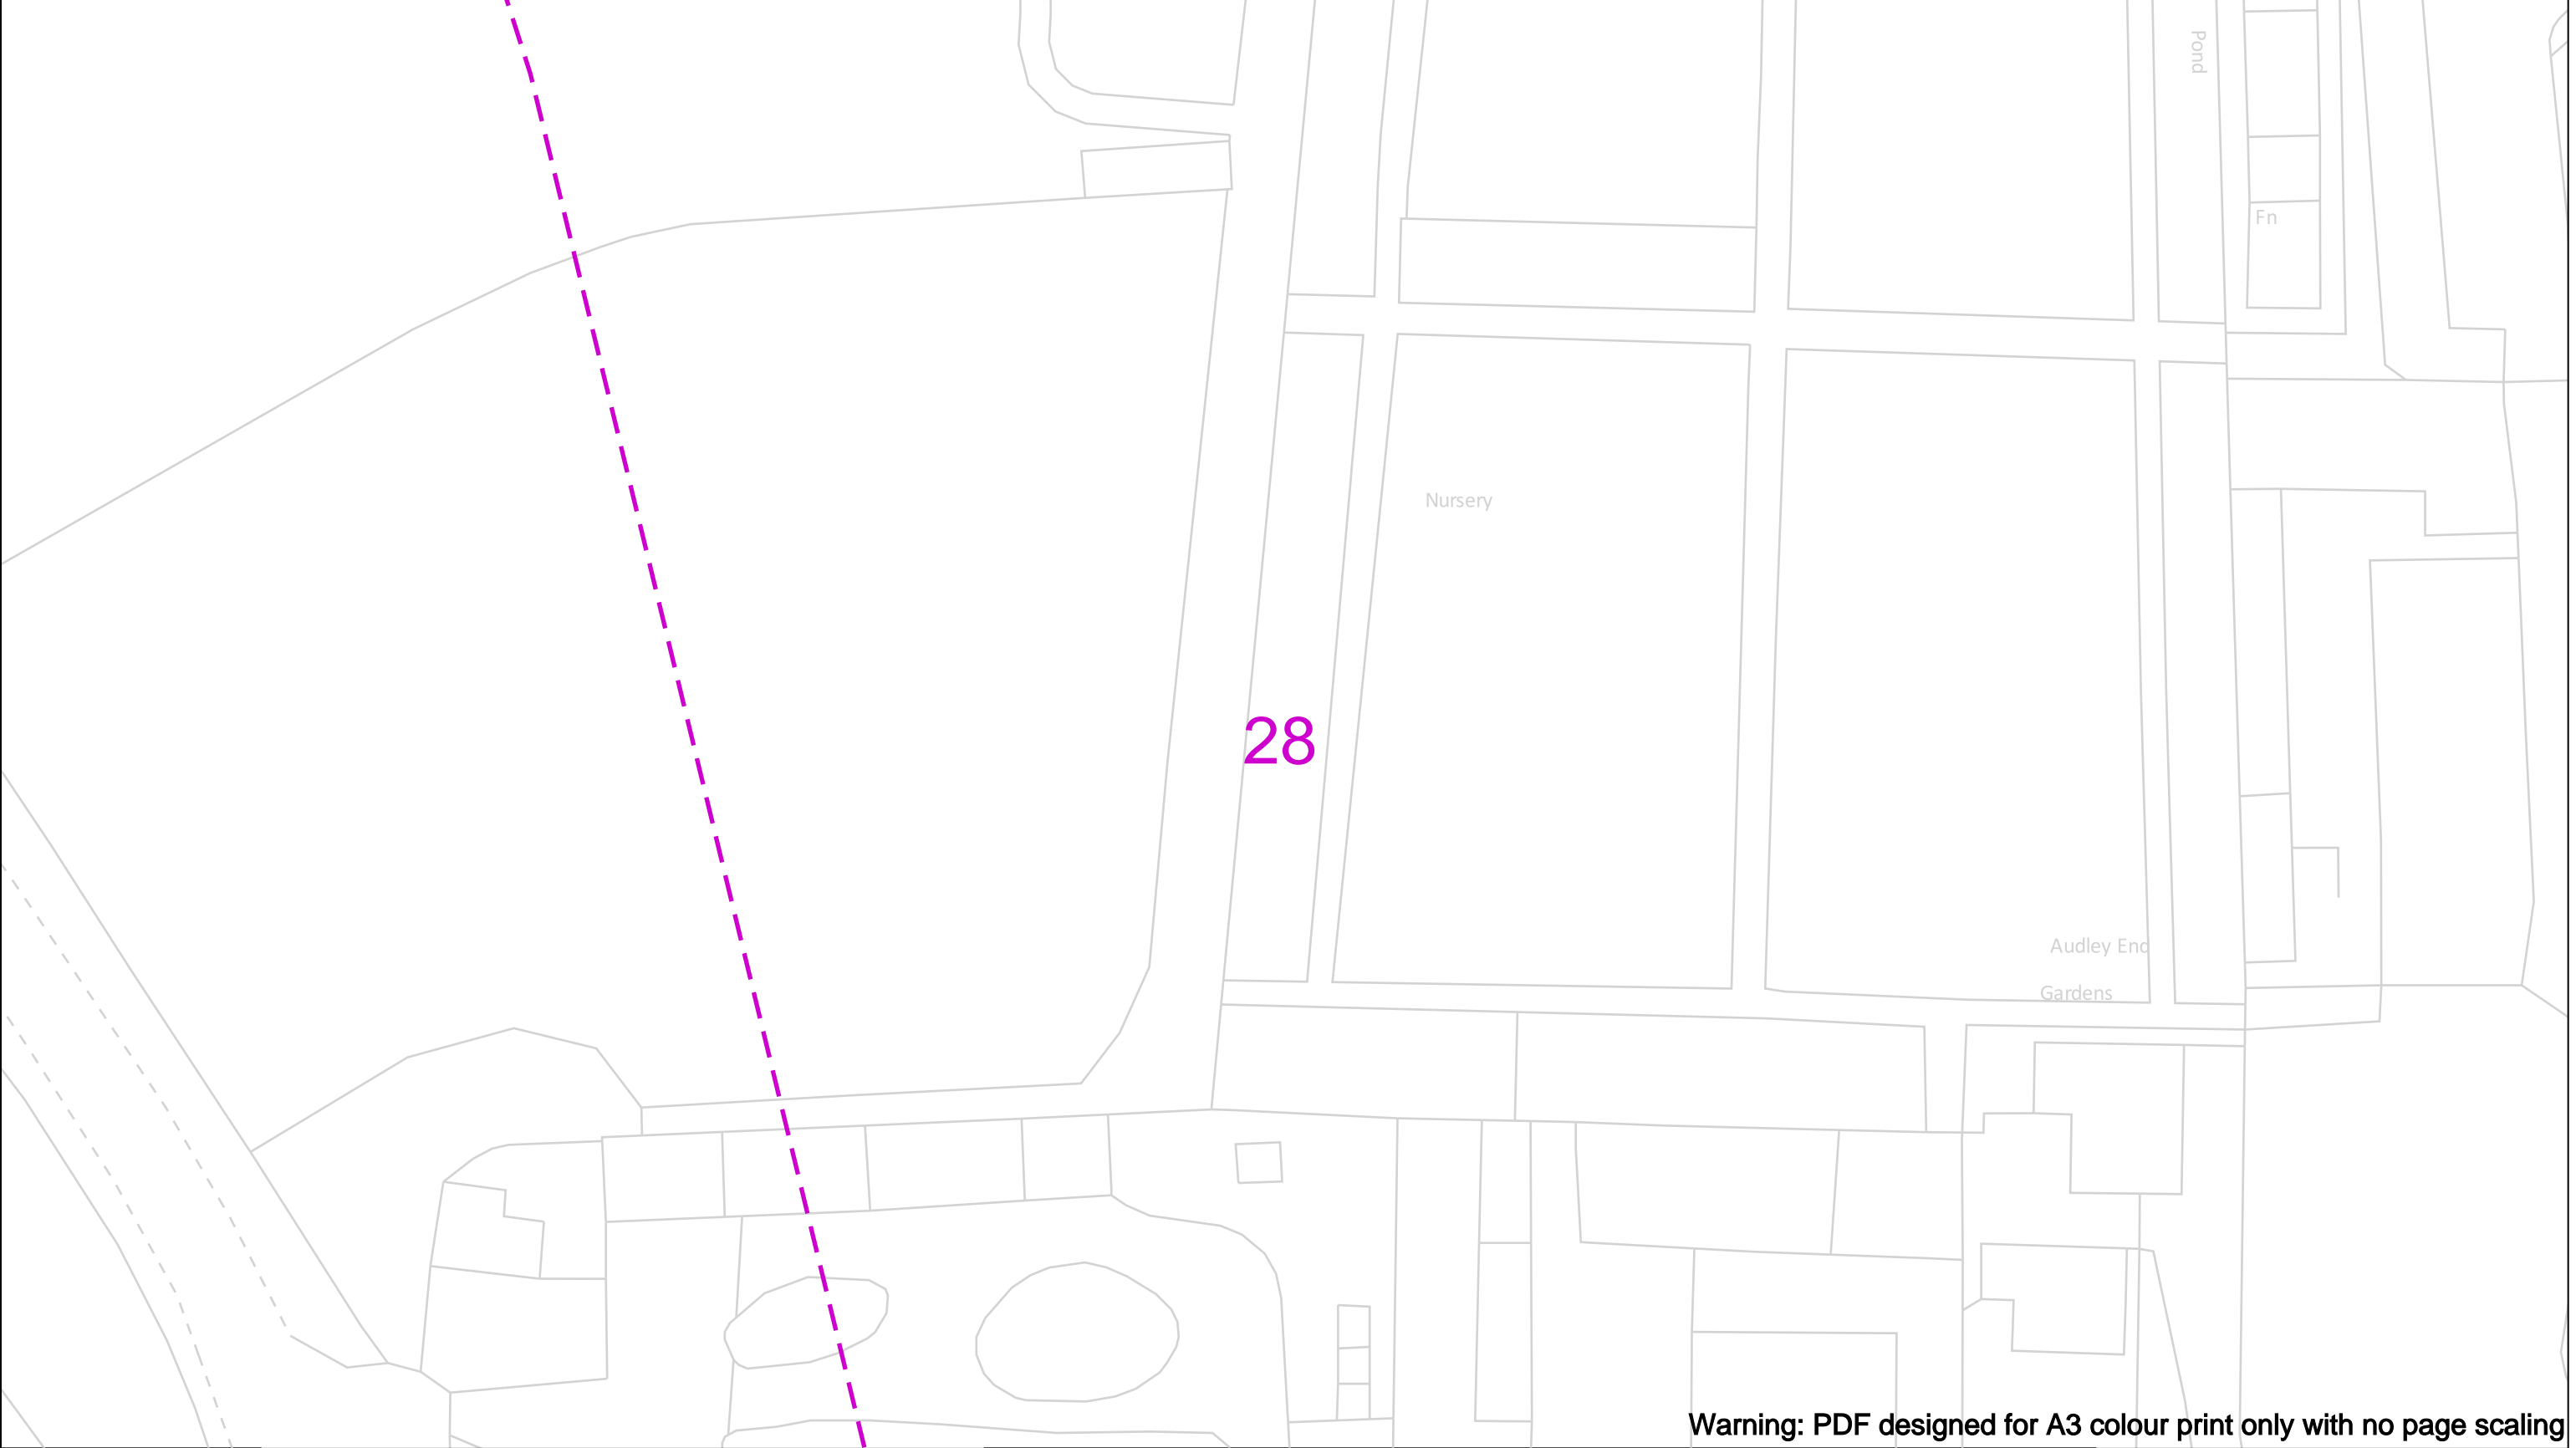 Pond
Fn
Nursery
28
Audley End
Gardens
Warning: PDF designed for A3 colour print only with no page scaling